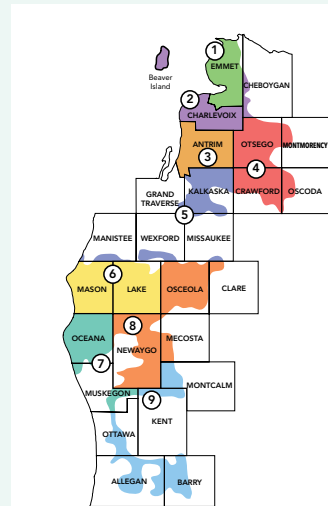 1
EMMET
Beaver
Island
CHEBOYGAN
2
CHARLEVOIX
ANTRIM
OTSEGO
MONTMORENCY
3
4
KALKASKA
CRAWFORD
OSCODA
GRAND
TRAVERSE
5
MANISTEE
WEXFORD
MISSAUKEE
6
MASON
LAKE
OSCEOLA
CLARE
8
OCEANA
MECOSTA
NEWAYGO
7
MONTCALM
MUSKEGON
9
KENT
OTTAWA
ALLEGAN
BARRY